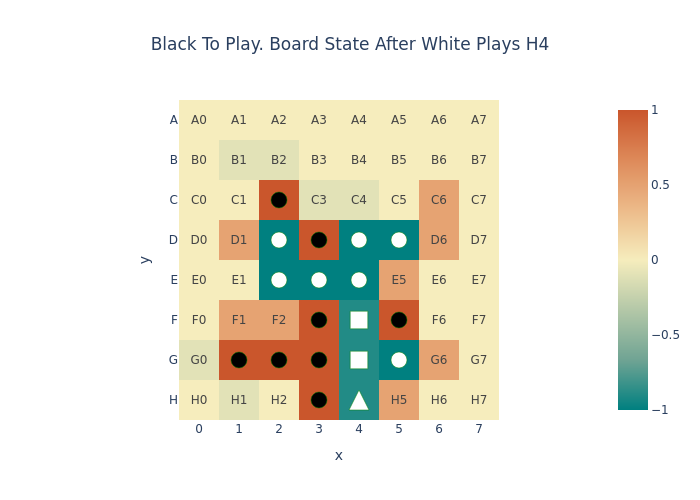 Black To Play. Board State After White Plays H4
A A0 A1 A2 A3 A4 A5 A6 A7
B B0 B1 B2 B3 B4 B5 B6 B7
C C0 C1 C3 C4 C5 C6 C7
D D0 D1 D6 D7
E E0 E1 E5 E6 E7
F F0 F1 F2 F6 F7
G G0 G6 G7
H H0 H1 H2 H5 H6 H7
0 1 2 3 4 5 6 7
x
y
1
0.5
0
−0.5
−1